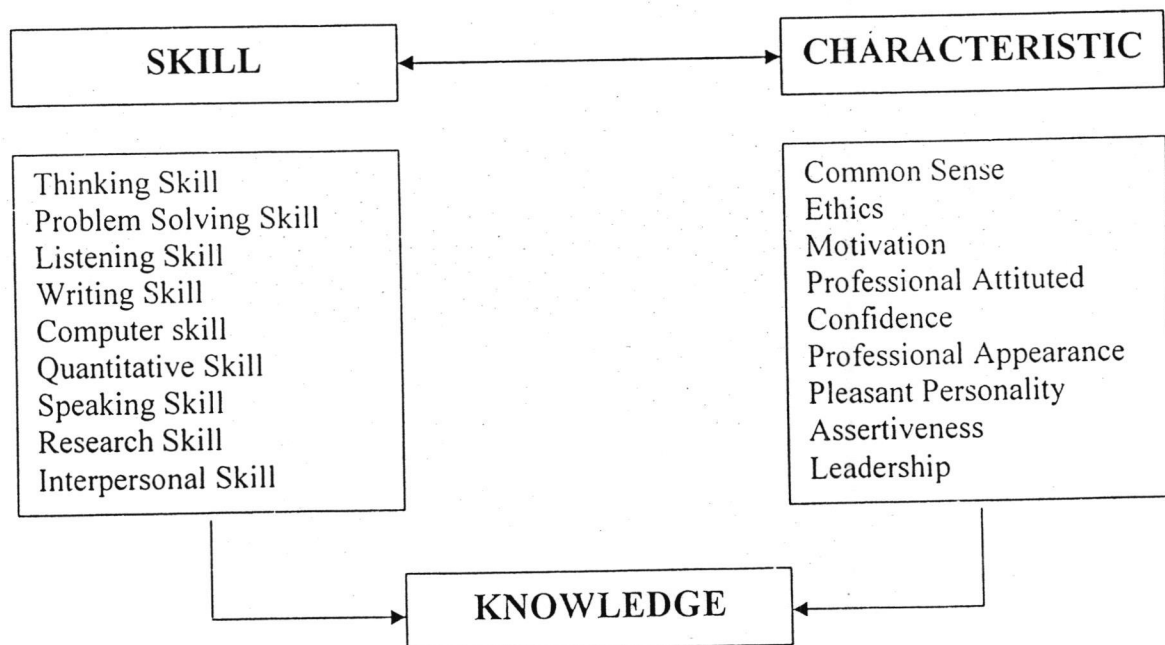 SKILL
CHARACTERISTIC
Thinking Skill
Problem Solving Skill
Listening Skill
Writing Skill
Computer skill
Quantitative Skill
Speaking Skill
Research Skill
Interpersonal Skill
Common Sense
Ethics
Motivation
Professional Attituted
Confidence
Professional Appearance
Pleasant Personality
Assertiveness
Leadership
KNOWLEDGE